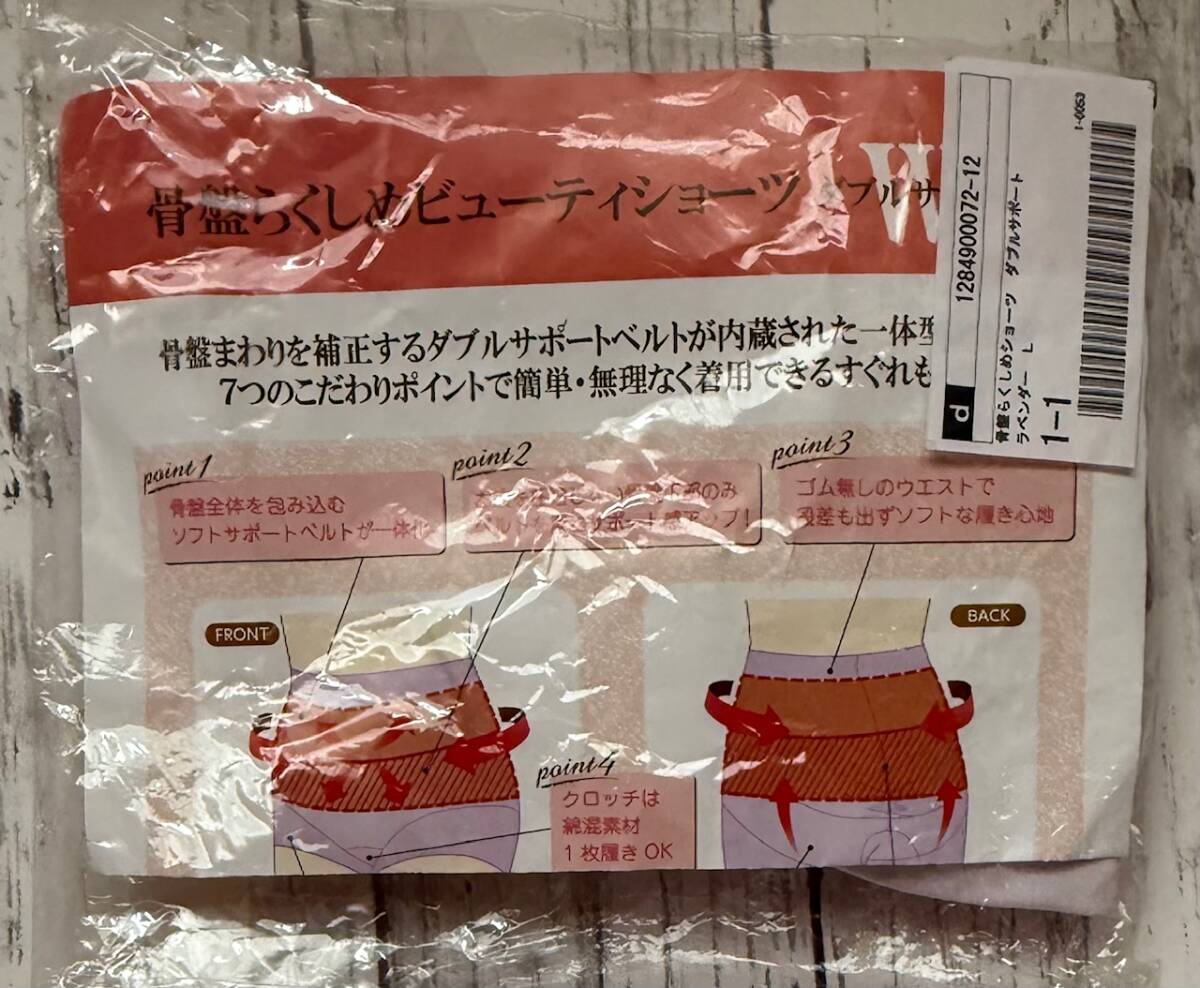 骨盤らくしめビューティショーツ ダブルサ
W
骨盤まわりを補正するダブルサポートベルトが内蔵された一体型
7つのこだわりポイントで簡単・無理なく着用できるすぐれも
1-0053
1284900072-12
d
骨盤らくしめショーツ ダブルサポート
ラベンダー L
1-1
point1
骨盤全体を包み込む
ソフトサポートベルトが一体化
point2
のみ
point3
ゴム無しのウエストで
段差も出ずソフトな履き心地
FRONT
BACK
point4
クロッチは
綿混素材
1枚履きOK